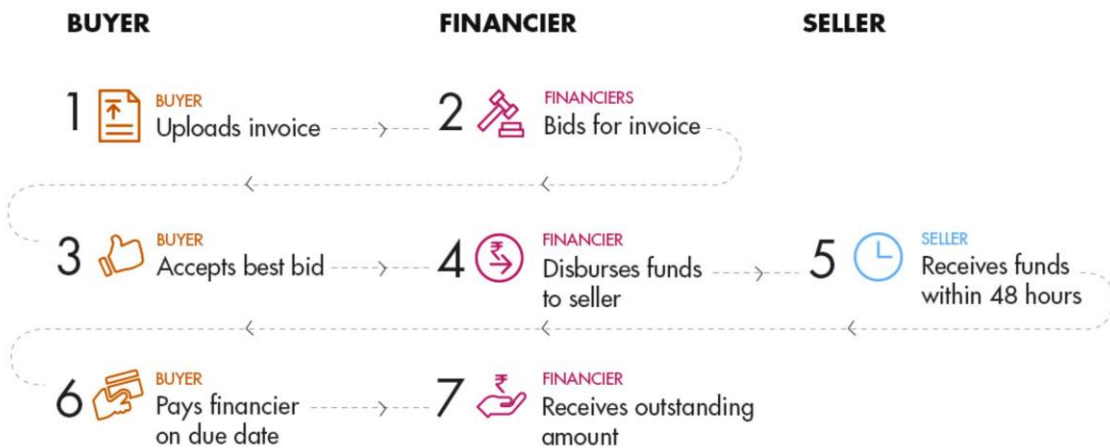 BUYER
FINANCIER
SELLER
1
BUYER
Uploads invoice
2
FINANCIERS
Bids for invoice
3
BUYER
Accepts best bid
4
₹
FINANCIER
Disburses funds
to seller
5
SELLER
Receives funds
within 48 hours
6
BUYER
Pays financier
on due date
7
₹
FINANCIER
Receives outstanding
amount